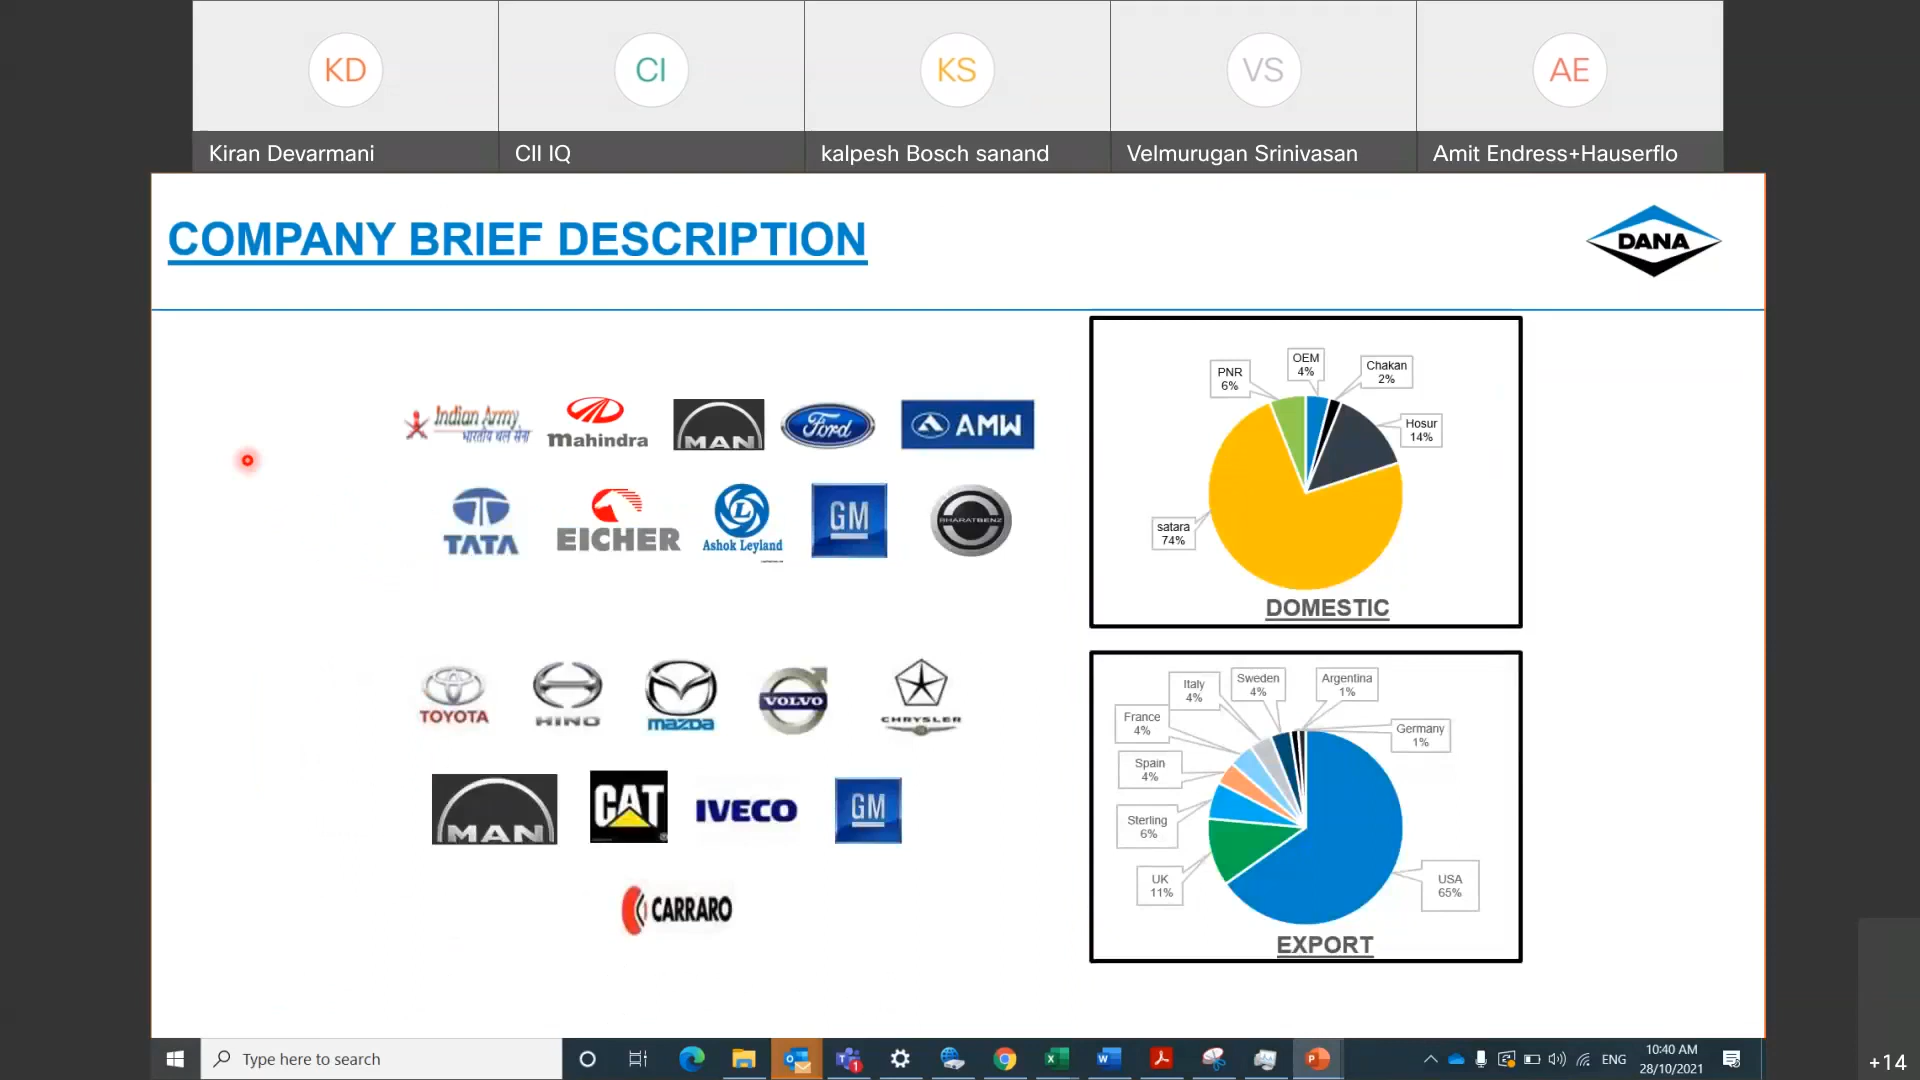 KD
CI
KS
VS
AE
Kiran Devarmani
CII IQ
kalpesh Bosch sanand
Velmurugan Srinivasan
Amit Endress+Hauserflo
COMPANY BRIEF DESCRIPTION
DANA
Indian Army
भारतीय थल सेना
mahindra
MAN
Ford
AMW
TATA
EICHER
L
Ashok Leyland
GM
BHARATBENZ
TOYOTA
HINO
mazda
VOLVO
CHRYSLER
MAN
CAT
IVECO
GM
CARRARO
PNR
6%
OEM
4%
Chakan
2%
Hosur
14%
satara
74%
DOMESTIC
Italy
4%
Sweden
4%
Argentina
1%
France
4%
Germany
1%
Spain
4%
Sterling
6%
UK
11%
USA
65%
EXPORT
Type here to search
1
ENG
10:40 AM
28/10/2021
+14